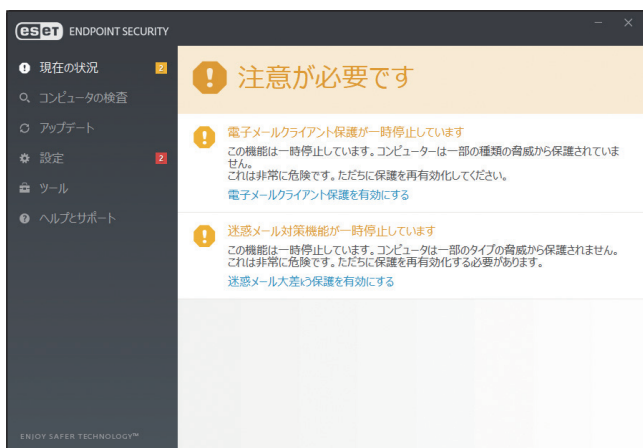 eset ENDPOINT SECURITY
現在の状況 2
コンピュータの検査
アップデート
設定 2
ツール
ヘルプとサポート
ENJOY SAFER TECHNOLOGY™
注意が必要です
電子メールクライアント保護が一時停止しています
この機能は一時停止しています。コンピューターは一部の種類の脅威から保護されていま
せん。
これは非常に危険です。ただちに保護を再有効化してください。
電子メールクライアント保護を有効にする
迷惑メール対策機能が一時停止しています
この機能は一時停止しています。コンピュータは一部のタイプの脅威から保護されません。
これは非常に危険です。ただちに保護を再有効化する必要があります。
迷惑メール大差κう保護を有効にする